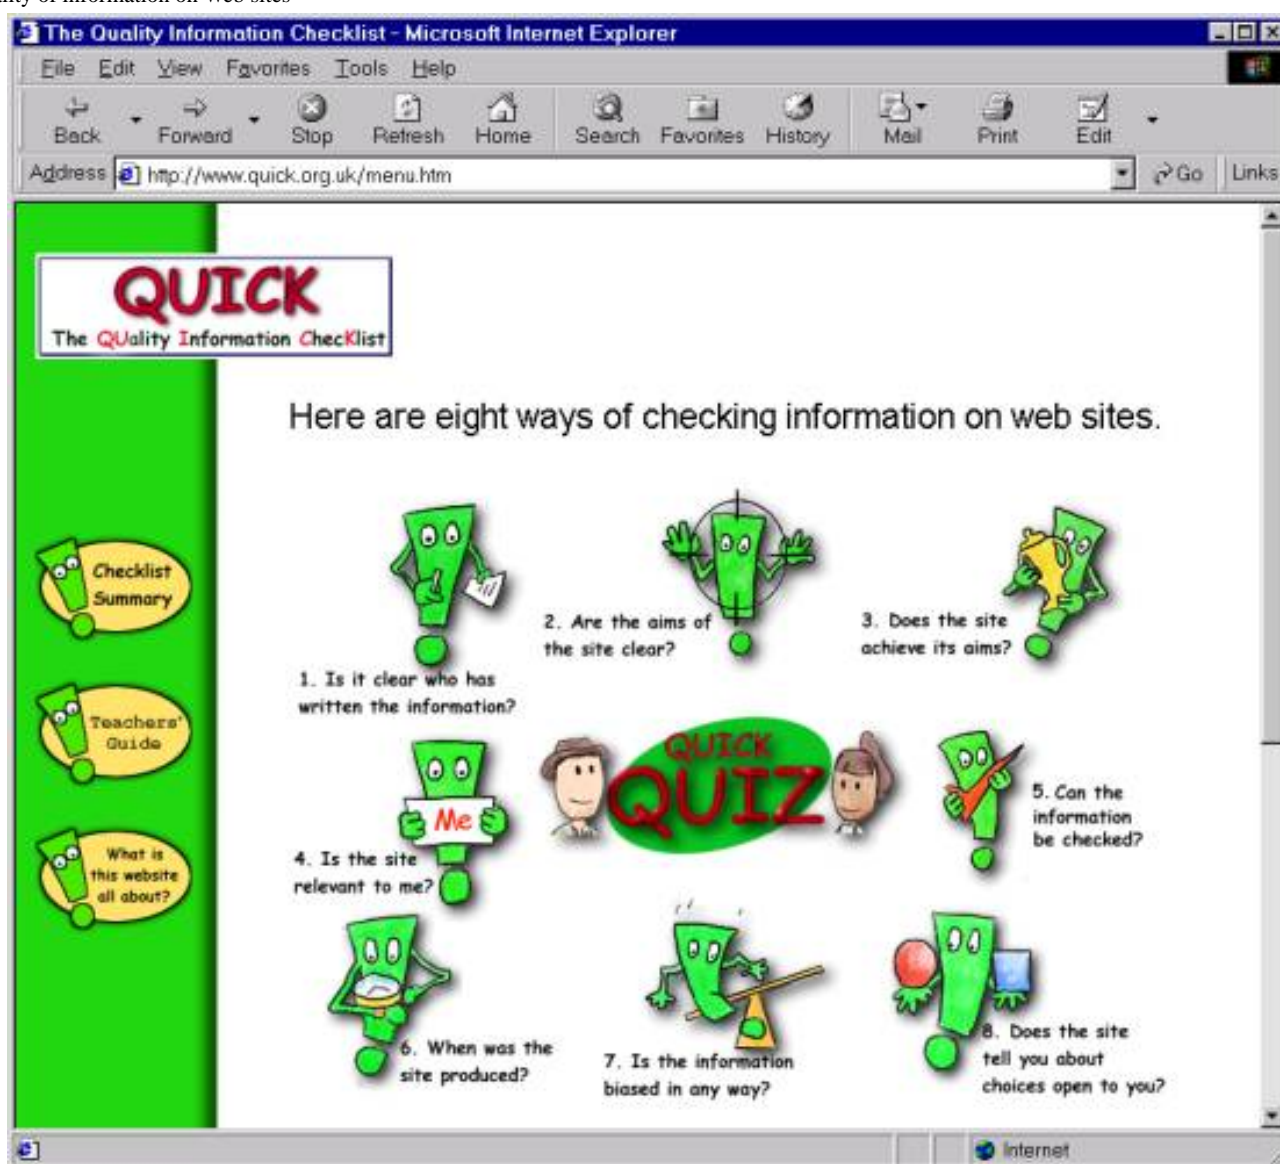 ity of information on Web sites
The Quality Information Checklist - Microsoft Internet Explorer
File Edit View Favorites Tools Help
Back Forward Stop Refresh Home Search Favorites History Mail Print Edit
Address http://www.quick.org.uk/menu.htm Go Links
QUICK
The QUality Information ChecKlist
Here are eight ways of checking information on web sites.
Checklist
Summary
Teachers'
Guide
What is
this website
all about?
1. Is it clear who has
written the information?
2. Are the aims of
the site clear?
3. Does the site
achieve its aims?
Me
4. Is the site
relevant to me?
QUICK
QUIZ
5. Can the
information
be checked?
6. When was the
site produced?
7. Is the information
biased in any way?
8. Does the site
tell you about
choices open to you?
Internet